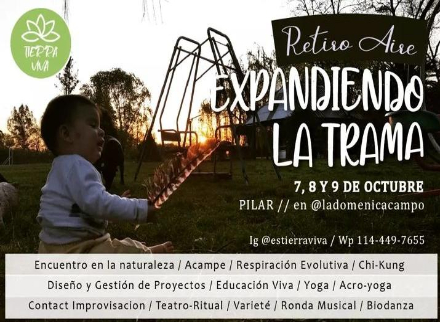 TIERRA
VIVA
Retiro Aire
EXPANDIENDO
LA TRAMA
7, 8 Y 9 DE OCTUBRE
PILAR // en @ladomenicacampo
Ig @estierraviva / Wp 114-449-7655
Encuentro en la naturaleza / Acampe / Respiración Evolutiva / Chi-Kung
Diseño y Gestión de Proyectos / Educación Viva / Yoga / Acro-yoga
Contact Improvisacion / Teatro-Ritual / Varieté / Ronda Musical / Biodanza